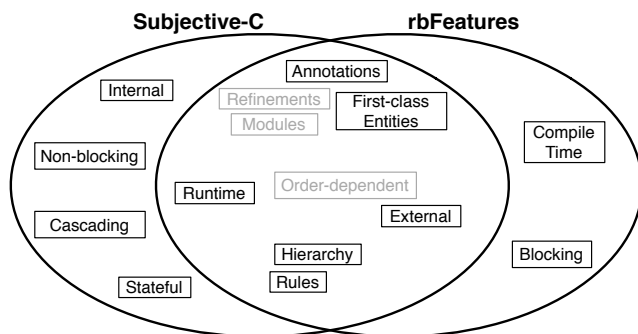 Subjective-C
rbFeatures
Annotations
Internal
Refinements
First-class
Entities
Modules
Compile
Time
Non-blocking
Runtime
Order-dependent
External
Cascading
Hierarchy
Blocking
Rules
Stateful